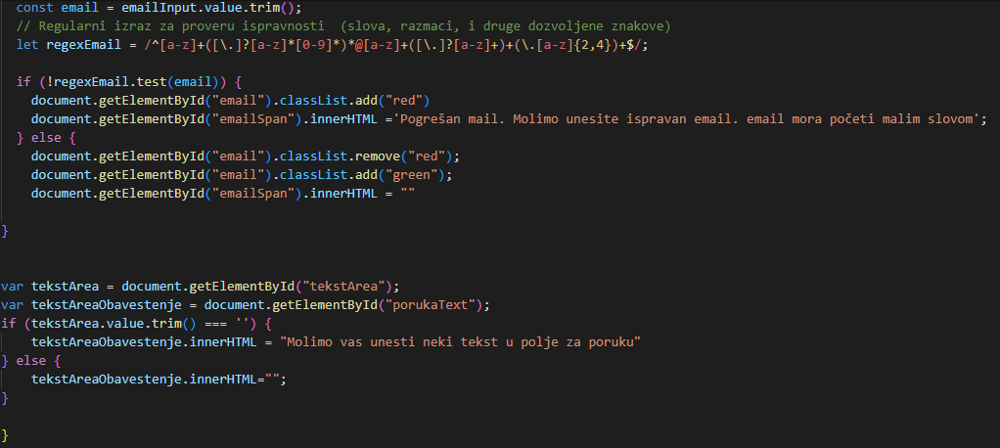 const email = emailInput.value.trim();
// Regularni izraz za proveru ispravnosti  (slova, razmaci, i druge dozvoljene znakove)
let regexEmail = /^[a-z]+([\.]?[a-z]*[0-9]*)*@[a-z]+([\.]?[a-z]+)+(\.[a-z]{2,4})+$/;
if (!regexEmail.test(email)) {
document.getElementById("email").classList.add("red")
document.getElementById("emailSpan").innerHTML ='Pogrešan mail. Molimo unesite ispravan email. email mora početi malim slovom';
} else {
document.getElementById("email").classList.remove("red");
document.getElementById("email").classList.add("green");
document.getElementById("emailSpan").innerHTML = ""
}
var tekstArea = document.getElementById("tekstArea");
var tekstAreaObavestenje = document.getElementById("porukaText");
if (tekstArea.value.trim() === '') {
tekstAreaObavestenje.innerHTML = "Molimo vas unesti neki tekst u polje za poruku"
} else {
tekstAreaObavestenje.innerHTML="";
}
}